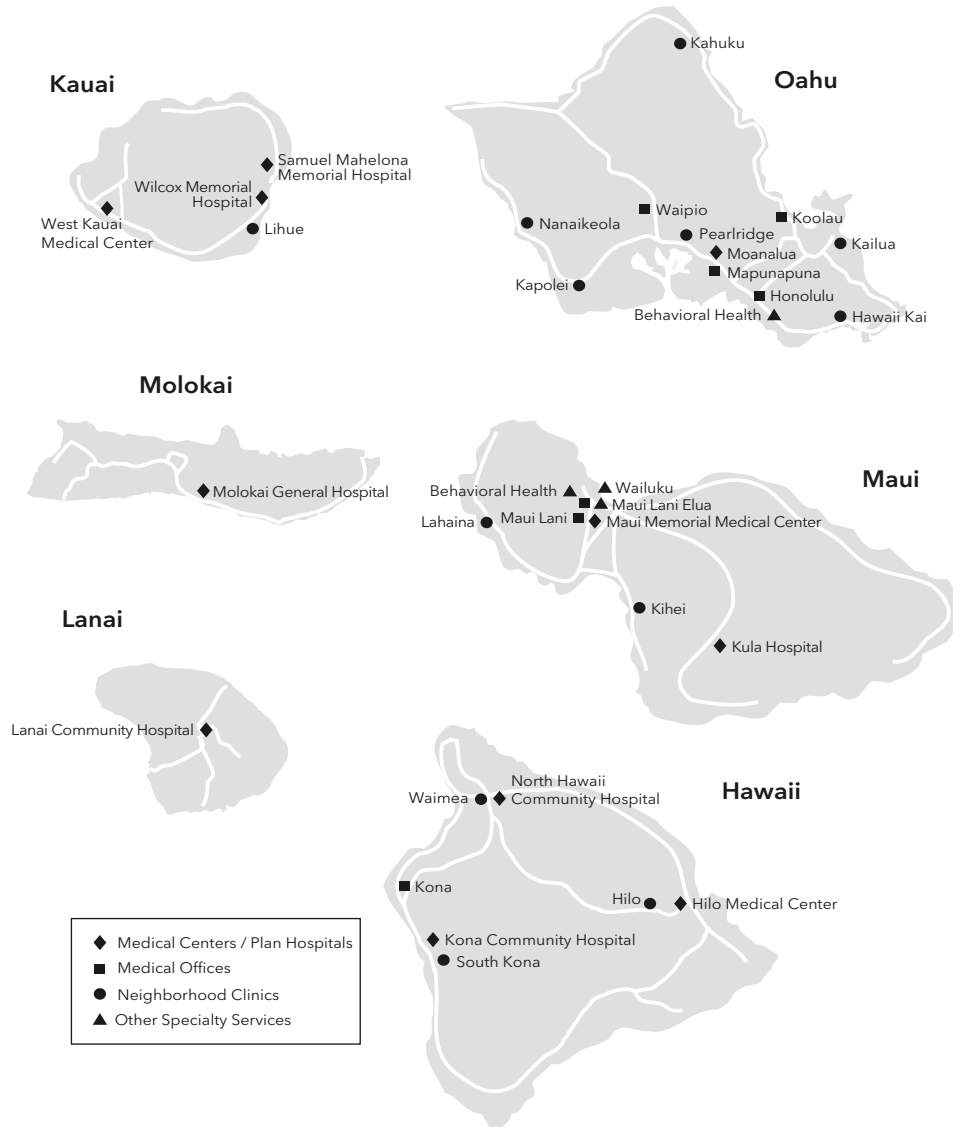 Kauai
Samuel Mahelona
Memorial Hospital
Wilcox Memorial
Hospital
West Kauai
Medical Center
Lihue
Oahu
Kahuku
Waipio
Koolau
Nanaikeola
Pearlridge
Kailua
Moanalua
Mapunapuna
Kapolei
Honolulu
Behavioral Health
Hawaii Kai
Molokai
Molokai General Hospital
Maui
Behavioral Health
Wailuku
Maui Lani Elua
Lahaina
Maui Lani
Maui Memorial Medical Center
Kihei
Kula Hospital
Lanai
Lanai Community Hospital
Hawaii
North Hawaii
Community Hospital
Waimea
Kona
Hilo
Hilo Medical Center
Kona Community Hospital
South Kona
Medical Centers / Plan Hospitals
Medical Offices
Neighborhood Clinics
Other Specialty Services